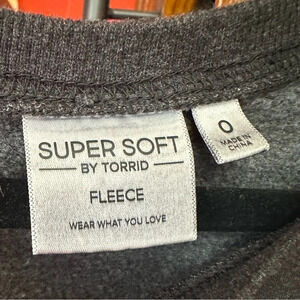 SUPER SOFT
BY TORRID
FLEECE
WEAR WHAT YOU LOVE
0
MADE IN
CHINA